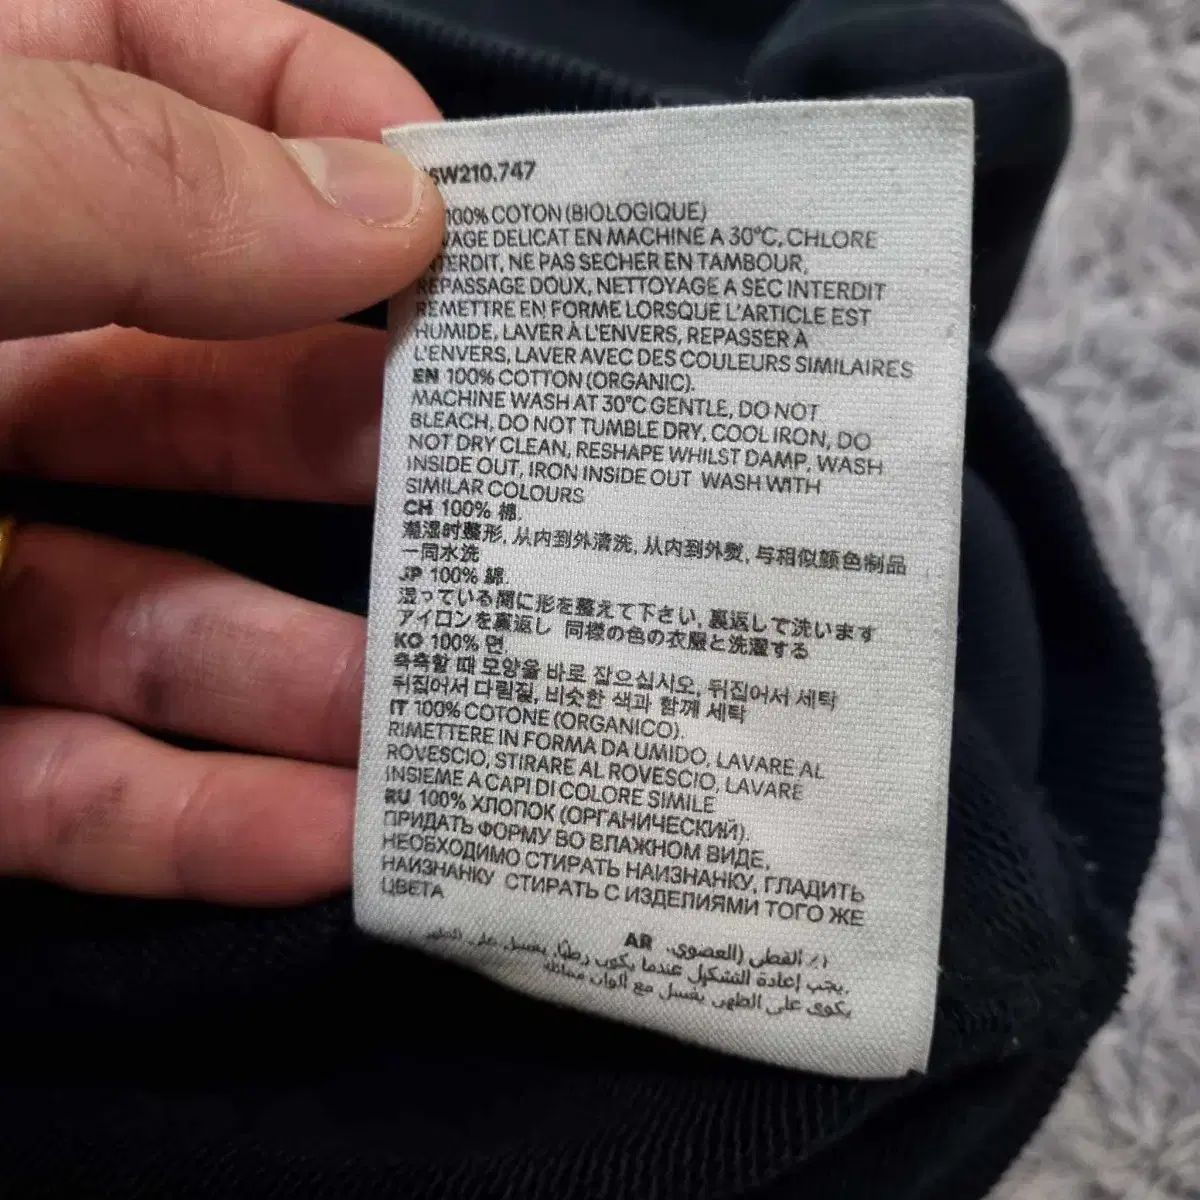 SW210.747
100% COTON (BIOLOGIQUE)
DELICAT EN MACHINE A 30°C, CHLORE
INTERDIT, NE PAS SECHER EN TAMBOUR,
REPASSAGE DOUX, NETTOYAGE A SEC INTERDIT
REMETTRE EN FORME LORSQUE L'ARTICLE EST
HUMIDE, LAVER À L'ENVERS, REPASSER À
L'ENVERS, LAVER AVEC DES COULEURS SIMILAIRES
EN 100% COTTON (ORGANIC).
MACHINE WASH AT 30°C GENTLE, DO NOT
BLEACH, DO NOT TUMBLE DRY, COOL IRON, DO
NOT DRY CLEAN, RESHAPE WHILST DAMP, WASH
INSIDE OUT, IRON INSIDE OUT WASH WITH
SIMILAR COLOURS
CH 100% 棉.
潮湿时整形, 从内到外清洗, 从内到外熨, 与相似颜色制品
一同水洗
JP 100% 綿.
湿っている間に形を整えて下さい, 裏返しで洗います
アイロンを裏返し 同様の色の衣服と洗濯する
KO 100% 면.
축축할 때 모양을 바로 잡으십시오, 뒤집어서 세탁
뒤집어서 다림질, 비슷한 색과 함께 세탁
IT 100% COTONE (ORGANICO).
RIMETTERE IN FORMA DA UMIDO, LAVARE AL
ROVESCIO, STIRARE AL ROVESCIO, LAVARE
INSIEME A CAPI DI COLORE SIMILE
RU 100% ХЛОПОК (ОРГАНИЧЕСКИЙ).
ПРИДАТЬ ФОРМУ ВО ВЛАЖНОМ ВИДЕ,
НЕОБХОДИМО СТИРАТЬ НАИЗНАНКУ, ГЛАДИТЬ
НАИЗНАНКУ СТИРАТЬ С ИЗДЕЛИЯМИ ТОГО ЖЕ
ЦВЕТА
AR القطن (العضوي.
يجب إعادة التشكيل عندما يكون رطبًا, يغسل على
يكوى على الظهر, يغسل مع ألوان مماثلة